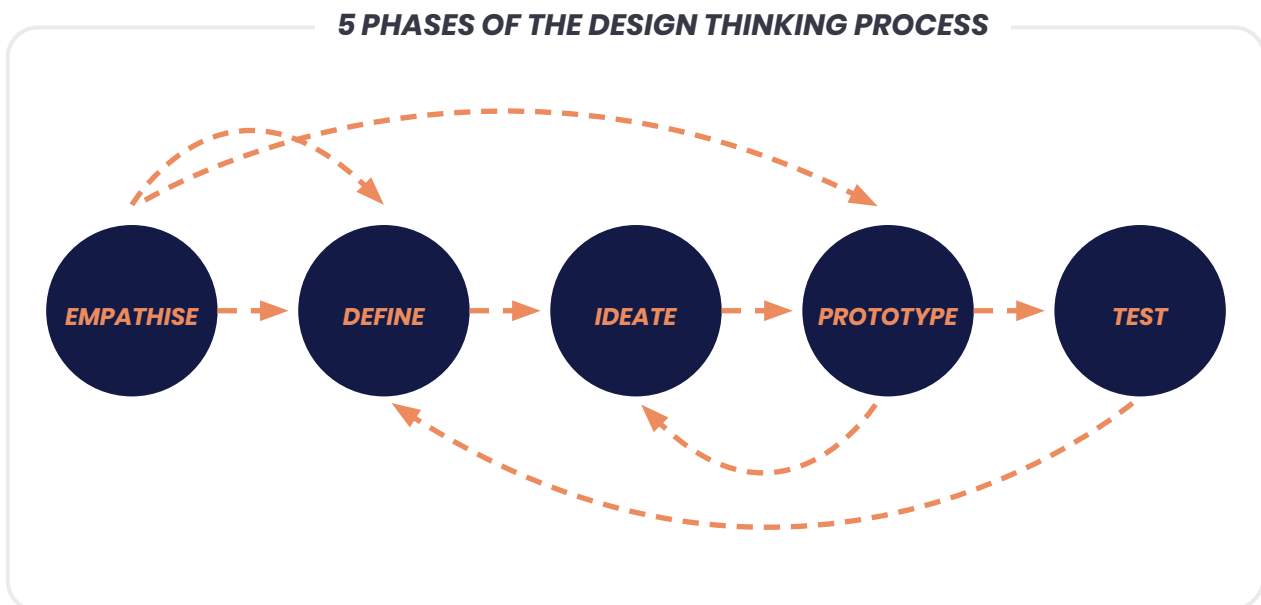 5 PHASES OF THE DESIGN THINKING PROCESS
EMPATHISE
DEFINE
IDEATE
PROTOTYPE
TEST